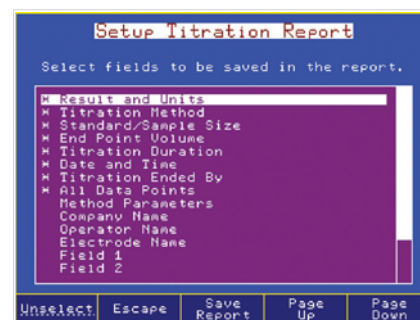 Setup Titration Report
Select fields to be saved in the report.
* Result and Units
* Titration Method
* Standard/Sample Size
* End Point Volume
* Titration Duration
* Date and Time
* Titration Ended By
* All Data Points
Method Parameters
Company Name
Operator Name
Electrode Name
Field 1
Field 2
Unselect Escape Save Report Page Up Page Down